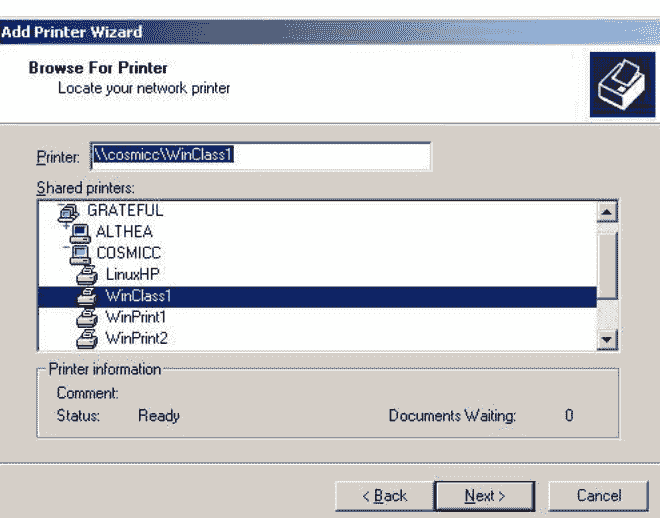 Add Printer Wizard
Browse For Printer
Locate your network printer
Printer: \\cosmicc\WinClass1
Shared printers:
GRATEFUL
ALTHEA
COSMICC
LinuxHP
WinClass1
WinPrint1
WinPrint2
Printer information
Comment:
Status: Ready Documents Waiting: 0
< Back Next > Cancel